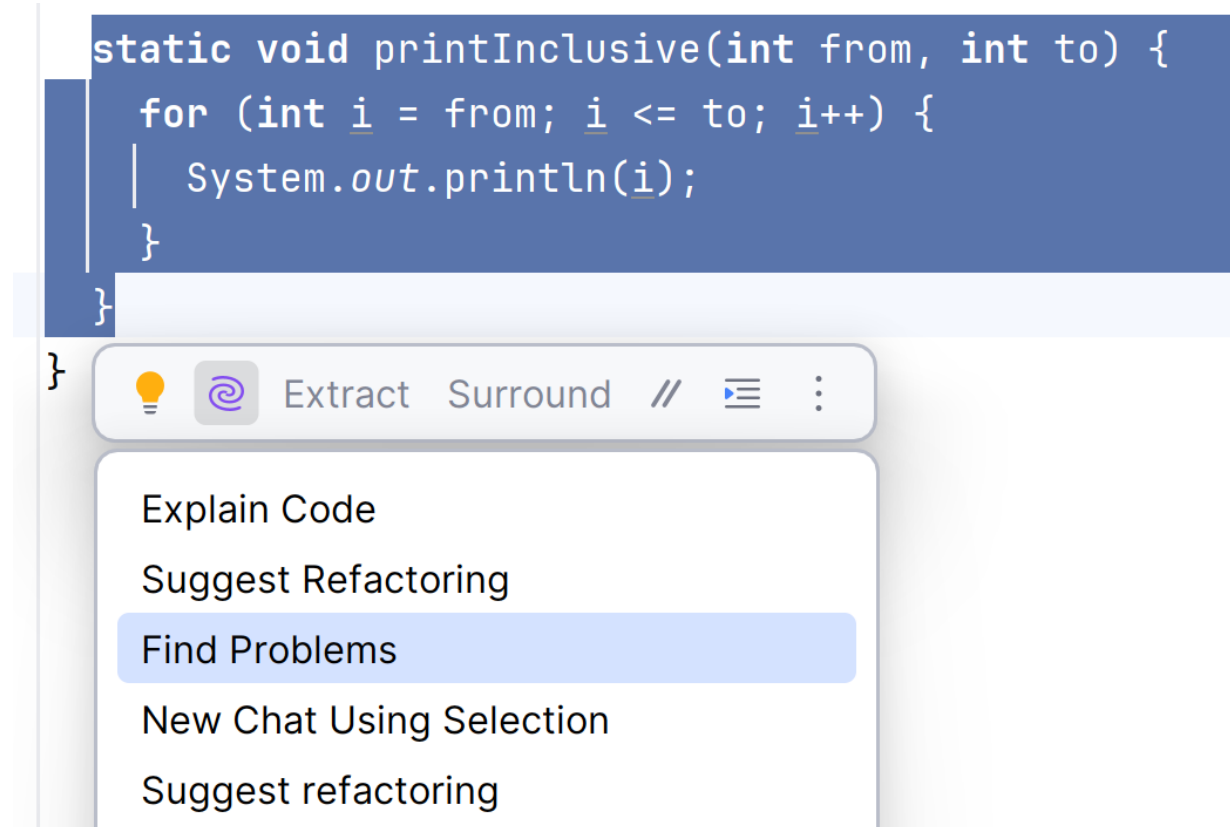 static void printInclusive(int from, int to) {
for (int i = from; i <= to; i++) {
System.out.println(i);
}
}
}
Extract Surround //
Explain Code
Suggest Refactoring
Find Problems
New Chat Using Selection
Suggest refactoring